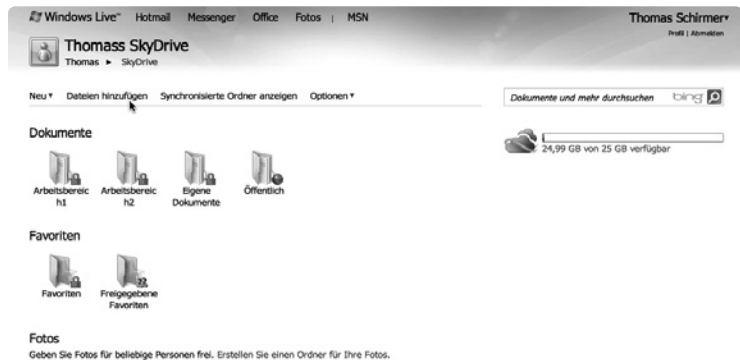 Windows Live™ Hotmail Messenger Office Fotos | MSN
Thomas Schirmer
Profil | Abmelden
Thomass SkyDrive
Thomas ► SkyDrive
Neu Dateien hinzufügen Synchronisierte Ordner anzeigen Optionen
Dokumente und mehr durchsuchen bing
24,99 GB von 25 GB verfügbar
Dokumente
Arbeitsbereic Arbeitsbereic Eigene Öffentlich
h1 h2 Dokumente
Favoriten
Favoriten Freigegebene
Favoriten
Fotos
Geben Sie Fotos für beliebige Personen frei. Erstellen Sie einen Ordner für Ihre Fotos.